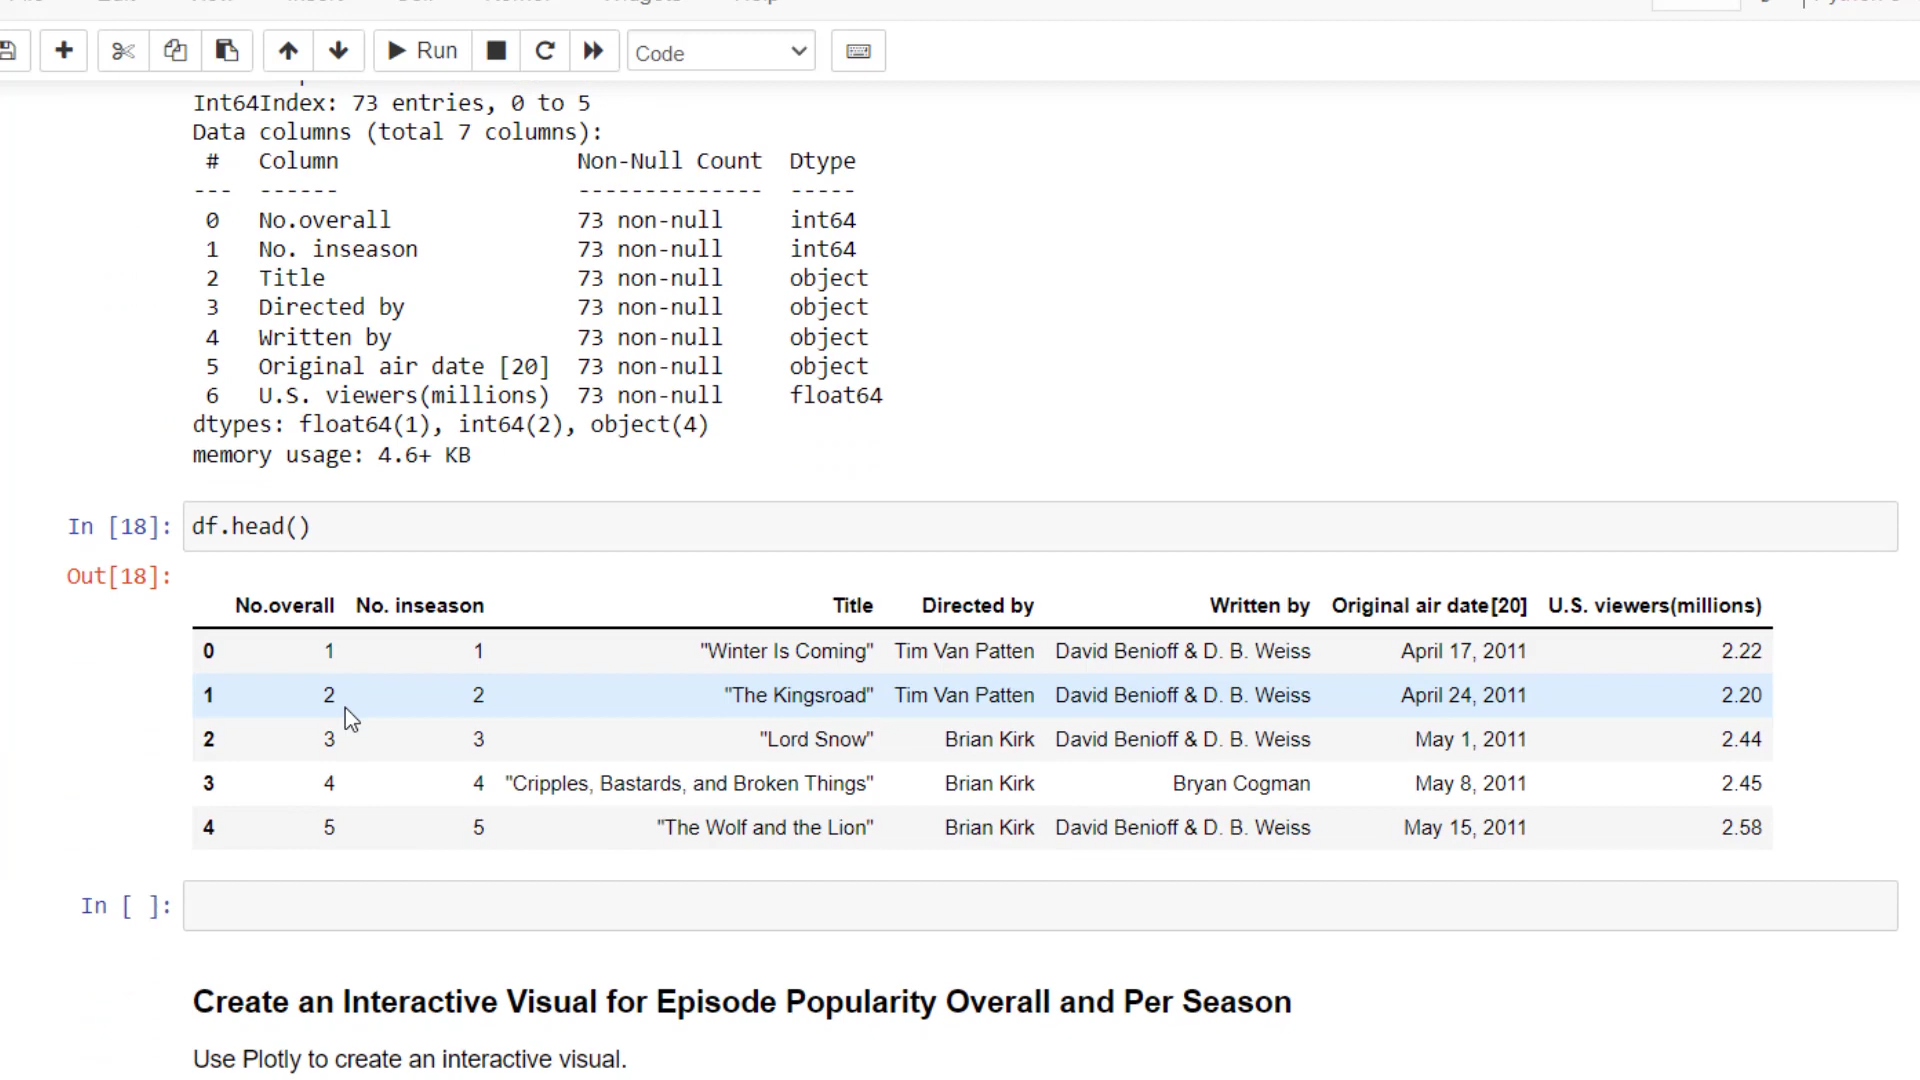 Run
Code
Int64Index: 73 entries, 0 to 5
Data columns (total 7 columns):
# Column Non-Null Count Dtype
--- ------ -------------- -----
0 No.overall 73 non-null int64
1 No. inseason 73 non-null int64
2 Title 73 non-null object
3 Directed by 73 non-null object
4 Written by 73 non-null object
5 Original air date [20] 73 non-null object
6 U.S. viewers(millions) 73 non-null float64
dtypes: float64(1), int64(2), object(4)
memory usage: 4.6+ KB
In [18]: df.head()
Out[18]:
No.overall No. inseason Title Directed by Written by Original air date [20] U.S. viewers(millions)
0 1 1 "Winter Is Coming" Tim Van Patten David Benioff & D. B. Weiss April 17, 2011 2.22
1 2 2 "The Kingsroad" Tim Van Patten David Benioff & D. B. Weiss April 24, 2011 2.20
2 3 3 "Lord Snow" Brian Kirk David Benioff & D. B. Weiss May 1, 2011 2.44
3 4 4 "Cripples, Bastards, and Broken Things" Brian Kirk Bryan Cogman May 8, 2011 2.45
4 5 5 "The Wolf and the Lion" Brian Kirk David Benioff & D. B. Weiss May 15, 2011 2.58
In [ ]:
Create an Interactive Visual for Episode Popularity Overall and Per Season
Use Plotly to create an interactive visual.